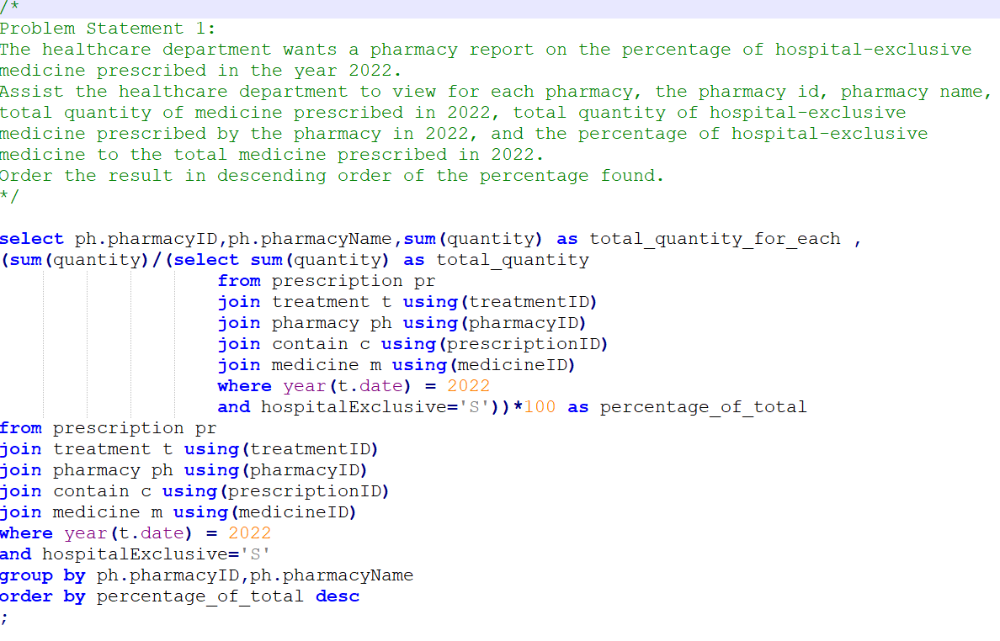 /*
Problem Statement 1:
The healthcare department wants a pharmacy report on the percentage of hospital-exclusive
medicine prescribed in the year 2022.
Assist the healthcare department to view for each pharmacy, the pharmacy id, pharmacy name,
total quantity of medicine prescribed in 2022, total quantity of hospital-exclusive
medicine prescribed by the pharmacy in 2022, and the percentage of hospital-exclusive
medicine to the total medicine prescribed in 2022.
Order the result in descending order of the percentage found.
*/
select ph.pharmacyID,ph.pharmacyName,sum(quantity) as total_quantity_for_each ,
(sum(quantity)/(select sum(quantity) as total_quantity
from prescription pr
join treatment t using(treatmentID)
join pharmacy ph using(pharmacyID)
join contain c using(prescriptionID)
join medicine m using(medicineID)
where year(t.date) = 2022
and hospitalExclusive='S'))*100 as percentage_of_total
from prescription pr
join treatment t using(treatmentID)
join pharmacy ph using(pharmacyID)
join contain c using(prescriptionID)
join medicine m using(medicineID)
where year(t.date) = 2022
and hospitalExclusive='S'
group by ph.pharmacyID,ph.pharmacyName
order by percentage_of_total desc
;